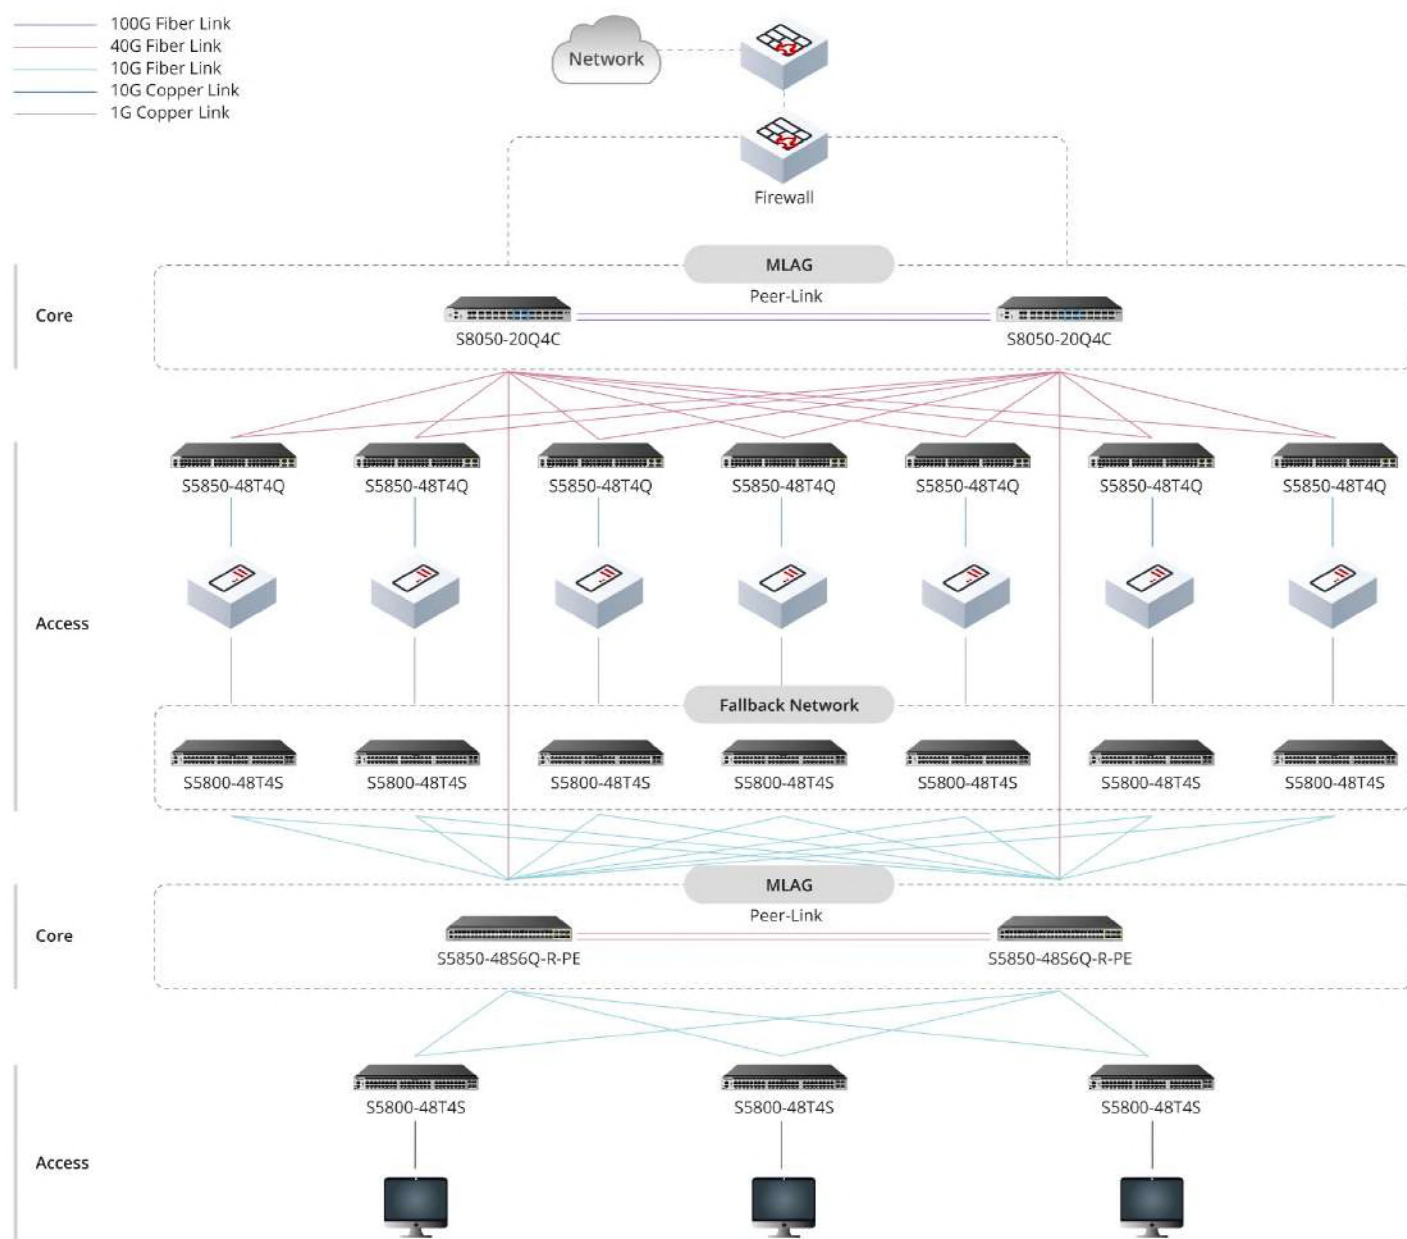 100G Fiber Link
40G Fiber Link
10G Fiber Link
10G Copper Link
1G Copper Link
Network
Firewall
MLAG
Peer-Link
Core
S8050-20Q4C S8050-20Q4C
S5850-48T4Q S5850-48T4Q S5850-48T4Q S5850-48T4Q S5850-48T4Q S5850-48T4Q S5850-48T4Q
Access
Fallback Network
S5800-48T4S S5800-48T4S S5800-48T4S S5800-48T4S S5800-48T4S S5800-48T4S S5800-48T4S
MLAG
Peer-Link
Core
S5850-48S6Q-R-PE S5850-48S6Q-R-PE
S5800-48T4S S5800-48T4S S5800-48T4S
Access